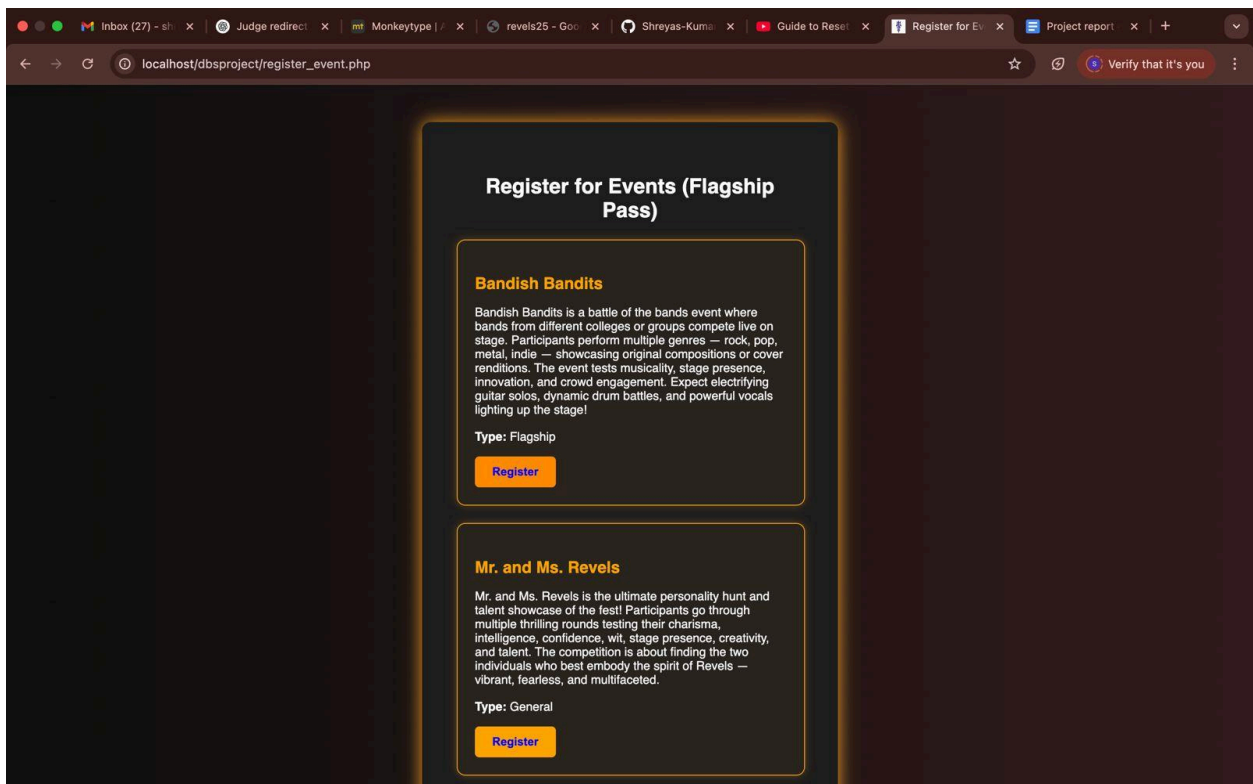 Inbox (27) - sh
Judge redirect
Monkeytype | A
revels25 - Goo
Shreyas-Kuma
Guide to Reset
Register for Ev
Project report
localhost/dbsproject/register_event.php
Verify that it's you
Register for Events (Flagship
Pass)
Bandish Bandits
Bandish Bandits is a battle of the bands event where
bands from different colleges or groups compete live on
stage. Participants perform multiple genres — rock, pop,
metal, indie — showcasing original compositions or cover
renditions. The event tests musicality, stage presence,
innovation, and crowd engagement. Expect electrifying
guitar solos, dynamic drum battles, and powerful vocals
lighting up the stage!
Type: Flagship
Register
Mr. and Ms. Revels
Mr. and Ms. Revels is the ultimate personality hunt and
talent showcase of the fest! Participants go through
multiple thrilling rounds testing their charisma,
intelligence, confidence, wit, stage presence, creativity,
and talent. The competition is about finding the two
individuals who best embody the spirit of Revels —
vibrant, fearless, and multifaceted.
Type: General
Register